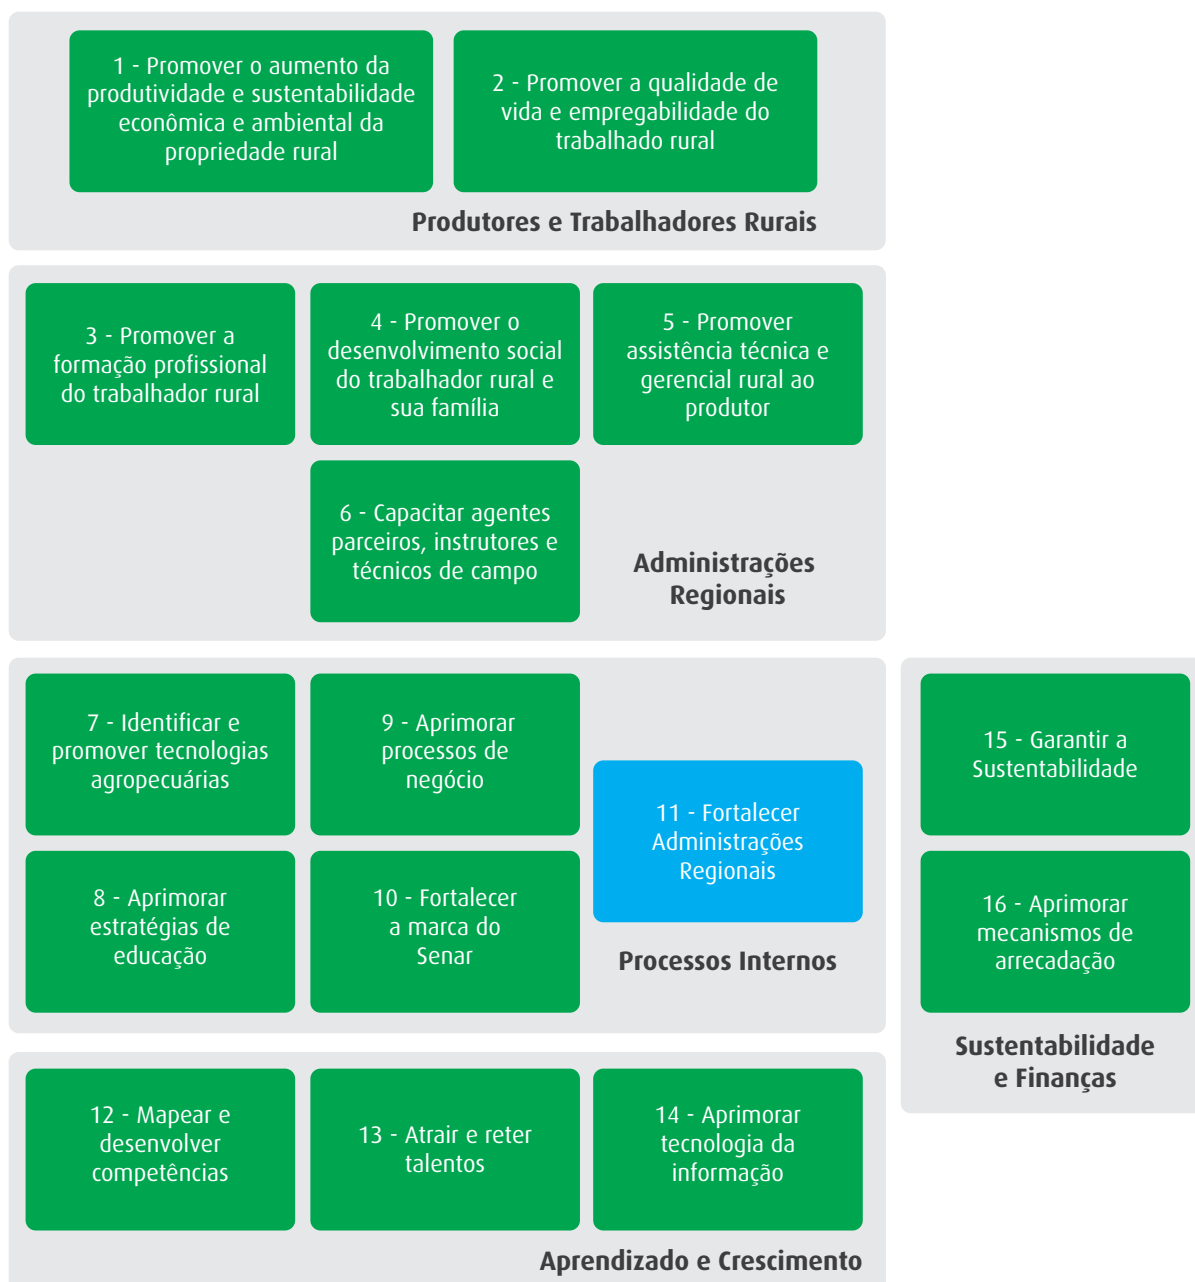 1 - Promover o aumento da
produtividade e sustentabilidade
econômica e ambiental da
propriedade rural
2 - Promover a qualidade de
vida e empregabilidade do
trabalhado rural
Produtores e Trabalhadores Rurais
3 - Promover a
formação profissional
do trabalhador rural
4 - Promover o
desenvolvimento social
do trabalhador rural e
sua família
5 - Promover
assistência técnica e
gerencial rural ao
produtor
6 - Capacitar agentes
parceiros, instrutores e
técnicos de campo
Administrações
Regionais
7 - Identificar e
promover tecnologias
agropecuárias
9 - Aprimorar
processos de
negócio
8 - Aprimorar
estratégias de
educação
10 - Fortalecer
a marca do
Senar
11 - Fortalecer
Administrações
Regionais
Processos Internos
15 - Garantir a
Sustentabilidade
16 - Aprimorar
mecanismos de
arrecadação
Sustentabilidade
e Finanças
12 - Mapear e
desenvolver
competências
13 - Atrair e reter
talentos
14 - Aprimorar
tecnologia da
informação
Aprendizado e Crescimento